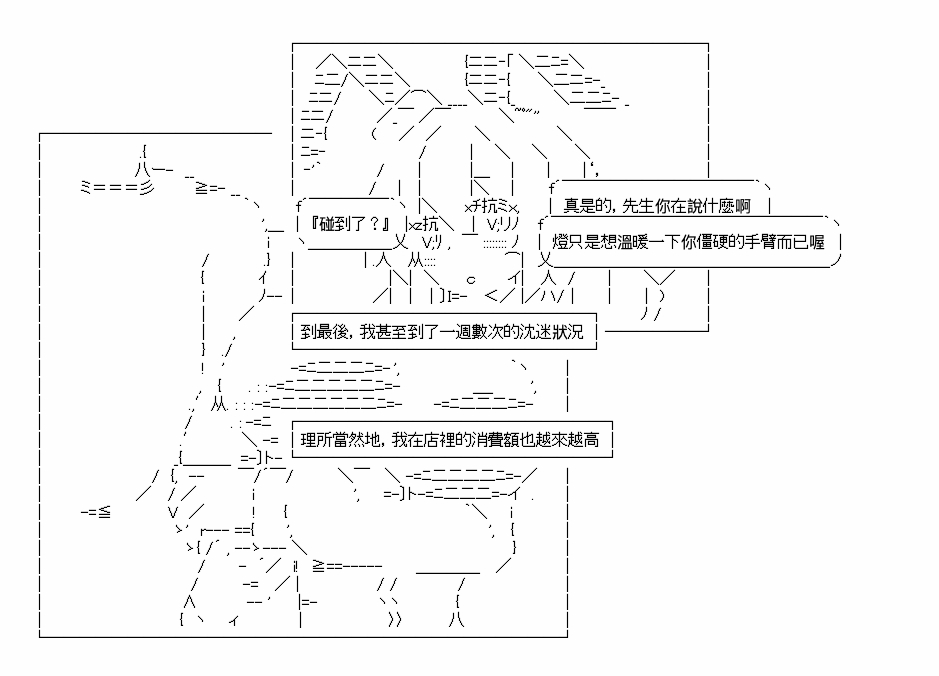 真是的，先生你在說什麼啊
『碰到了？』
燈只是想溫暖一下你僵硬的手臂而已喔
到最後，我甚至到了一週數次的沈迷狀況
理所當然地，我在店裡的消費額也越來越高